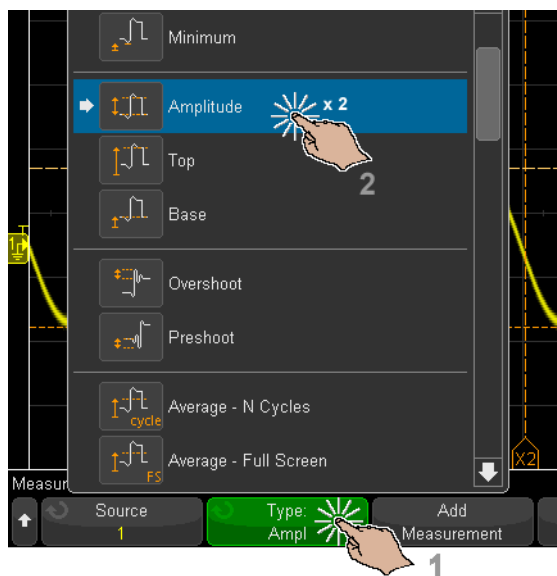 Minimum
Amplitude x 2
2
Top
Base
1
Overshoot
Preshoot
Average - N Cycles
cycle
Average - Full Screen
FS
X2
Measur
Source
1
Type:
Ampl
Add
Measurement
1